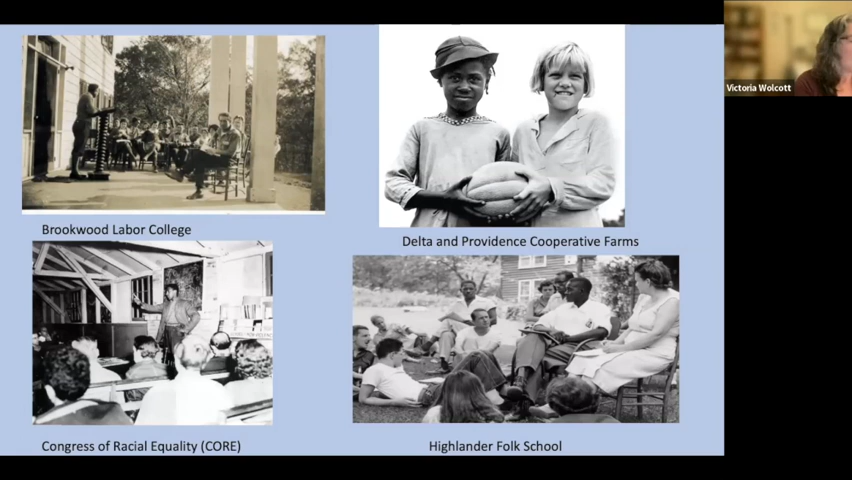 Victoria Wolcott
Brookwood Labor College
Delta and Providence Cooperative Farms
Congress of Racial Equality (CORE)
Highlander Folk School